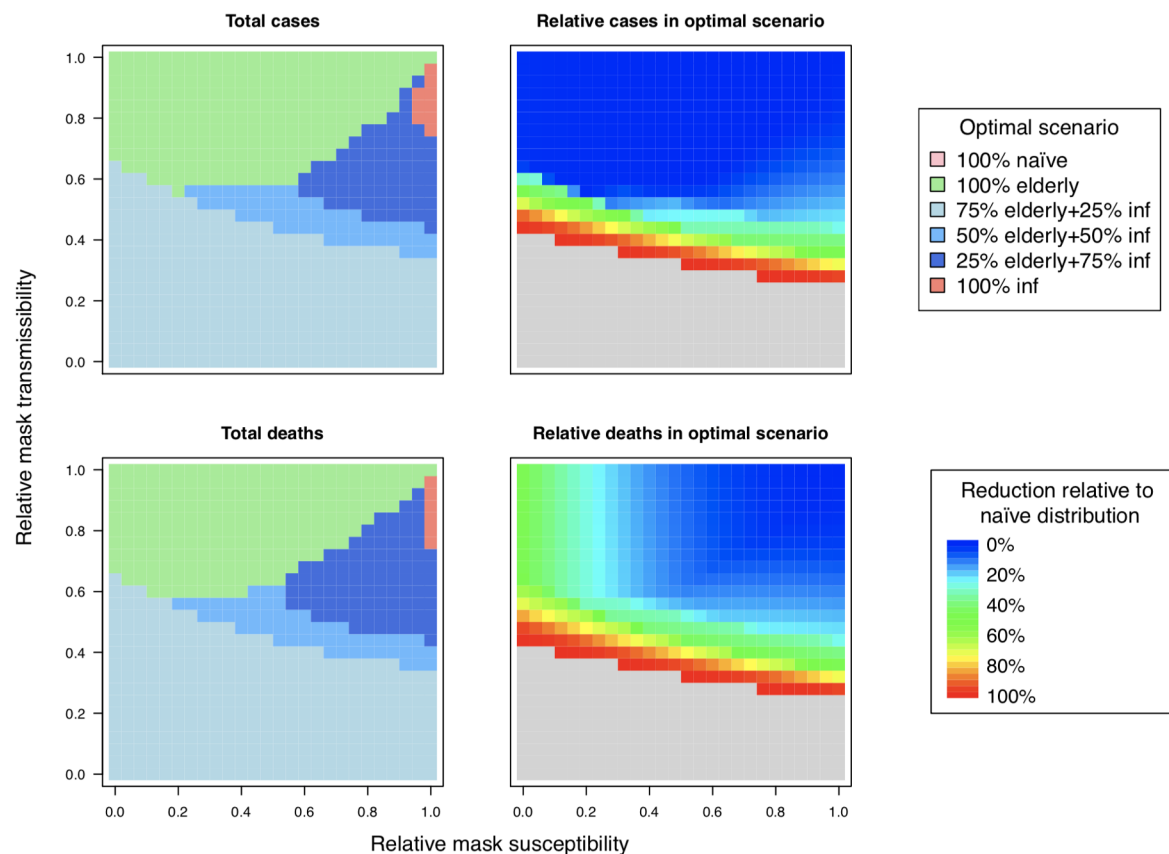 Total cases
Relative cases in optimal scenario
1.0
0.8
0.6
0.4
0.2
0.0
Optimal scenario
100% naïve
100% elderly
75% elderly+25% inf
50% elderly+50% inf
25% elderly+75% inf
100% inf
Relative mask transmissibility
Total deaths
Relative deaths in optimal scenario
1.0
0.8
0.6
0.4
0.2
0.0
Reduction relative to
naïve distribution
0%
20%
40%
60%
80%
100%
0.0 0.2 0.4 0.6 0.8 1.0
0.0 0.2 0.4 0.6 0.8 1.0
Relative mask susceptibility